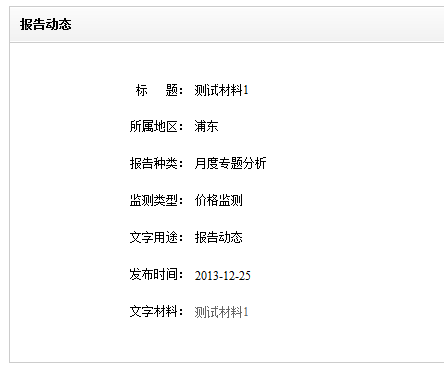 报告动态
标 题： 测试材料1
所属地区： 浦东
报告种类： 月度专题分析
监测类型： 价格监测
文字用途： 报告动态
发布时间： 2013-12-25
文字材料： 测试材料1